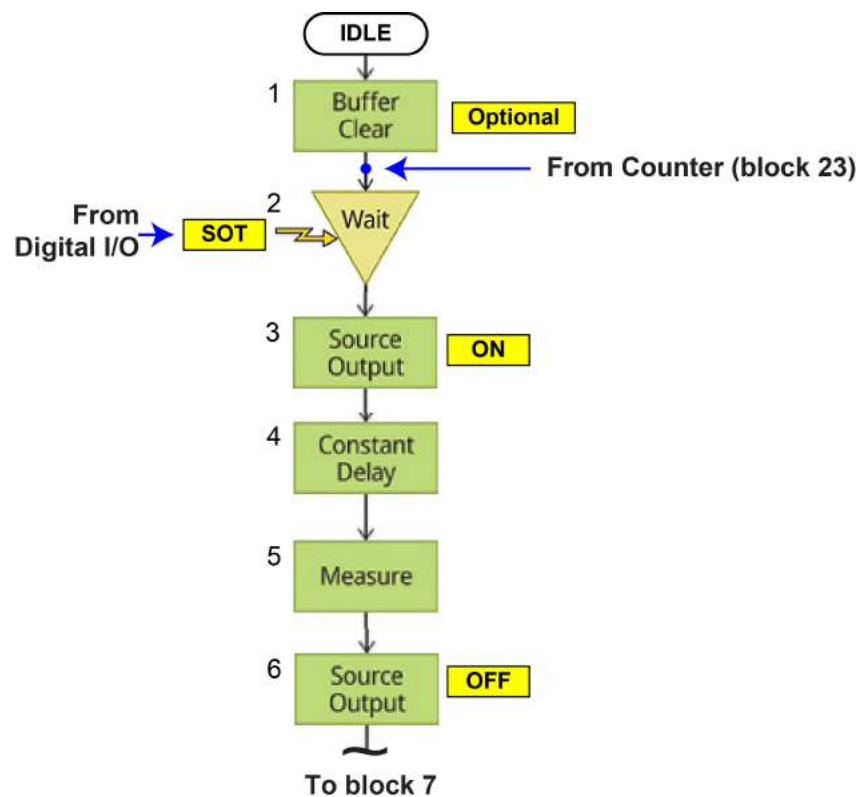 IDLE
1
Buffer
Clear
Optional
From Counter (block 23)
From
Digital I/O
SOT
2
Wait
3
Source
Output
ON
4
Constant
Delay
5
Measure
6
Source
Output
OFF
To block 7